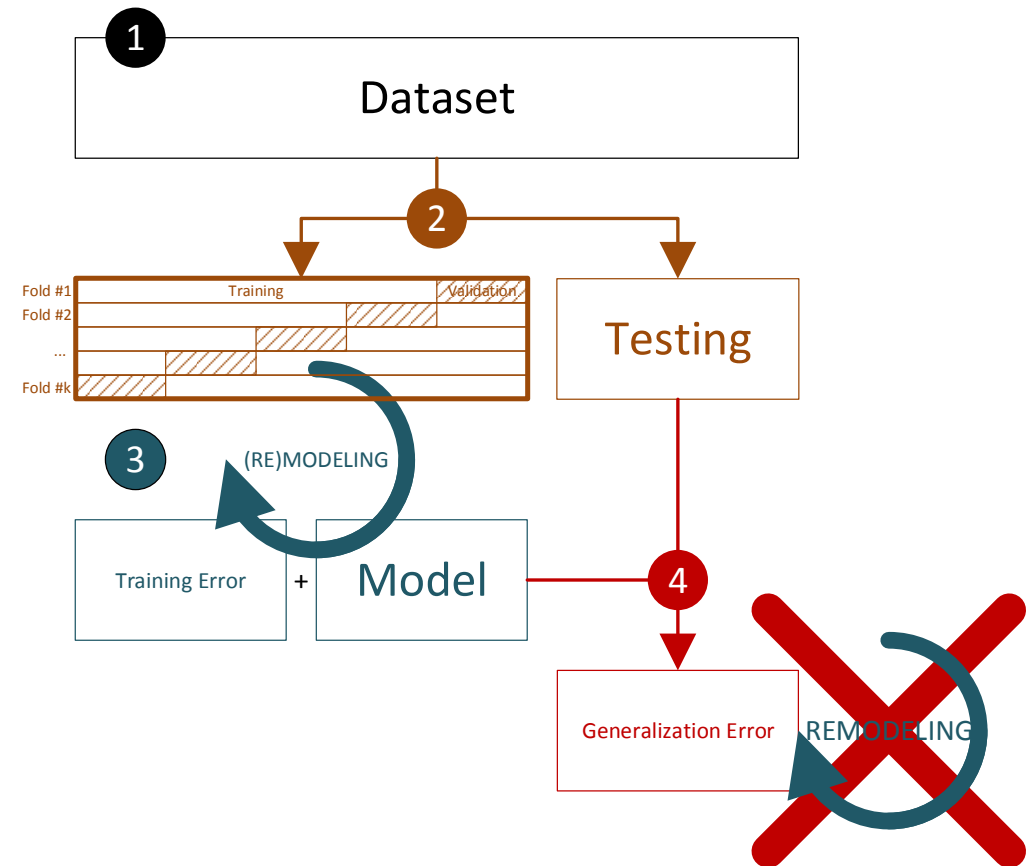 1
Dataset
2
Fold #1
Training
Validation
Fold #2
...
Fold #k
Testing
3
(RE)MODELING
Training Error
+
Model
4
Generalization Error
REMODELING